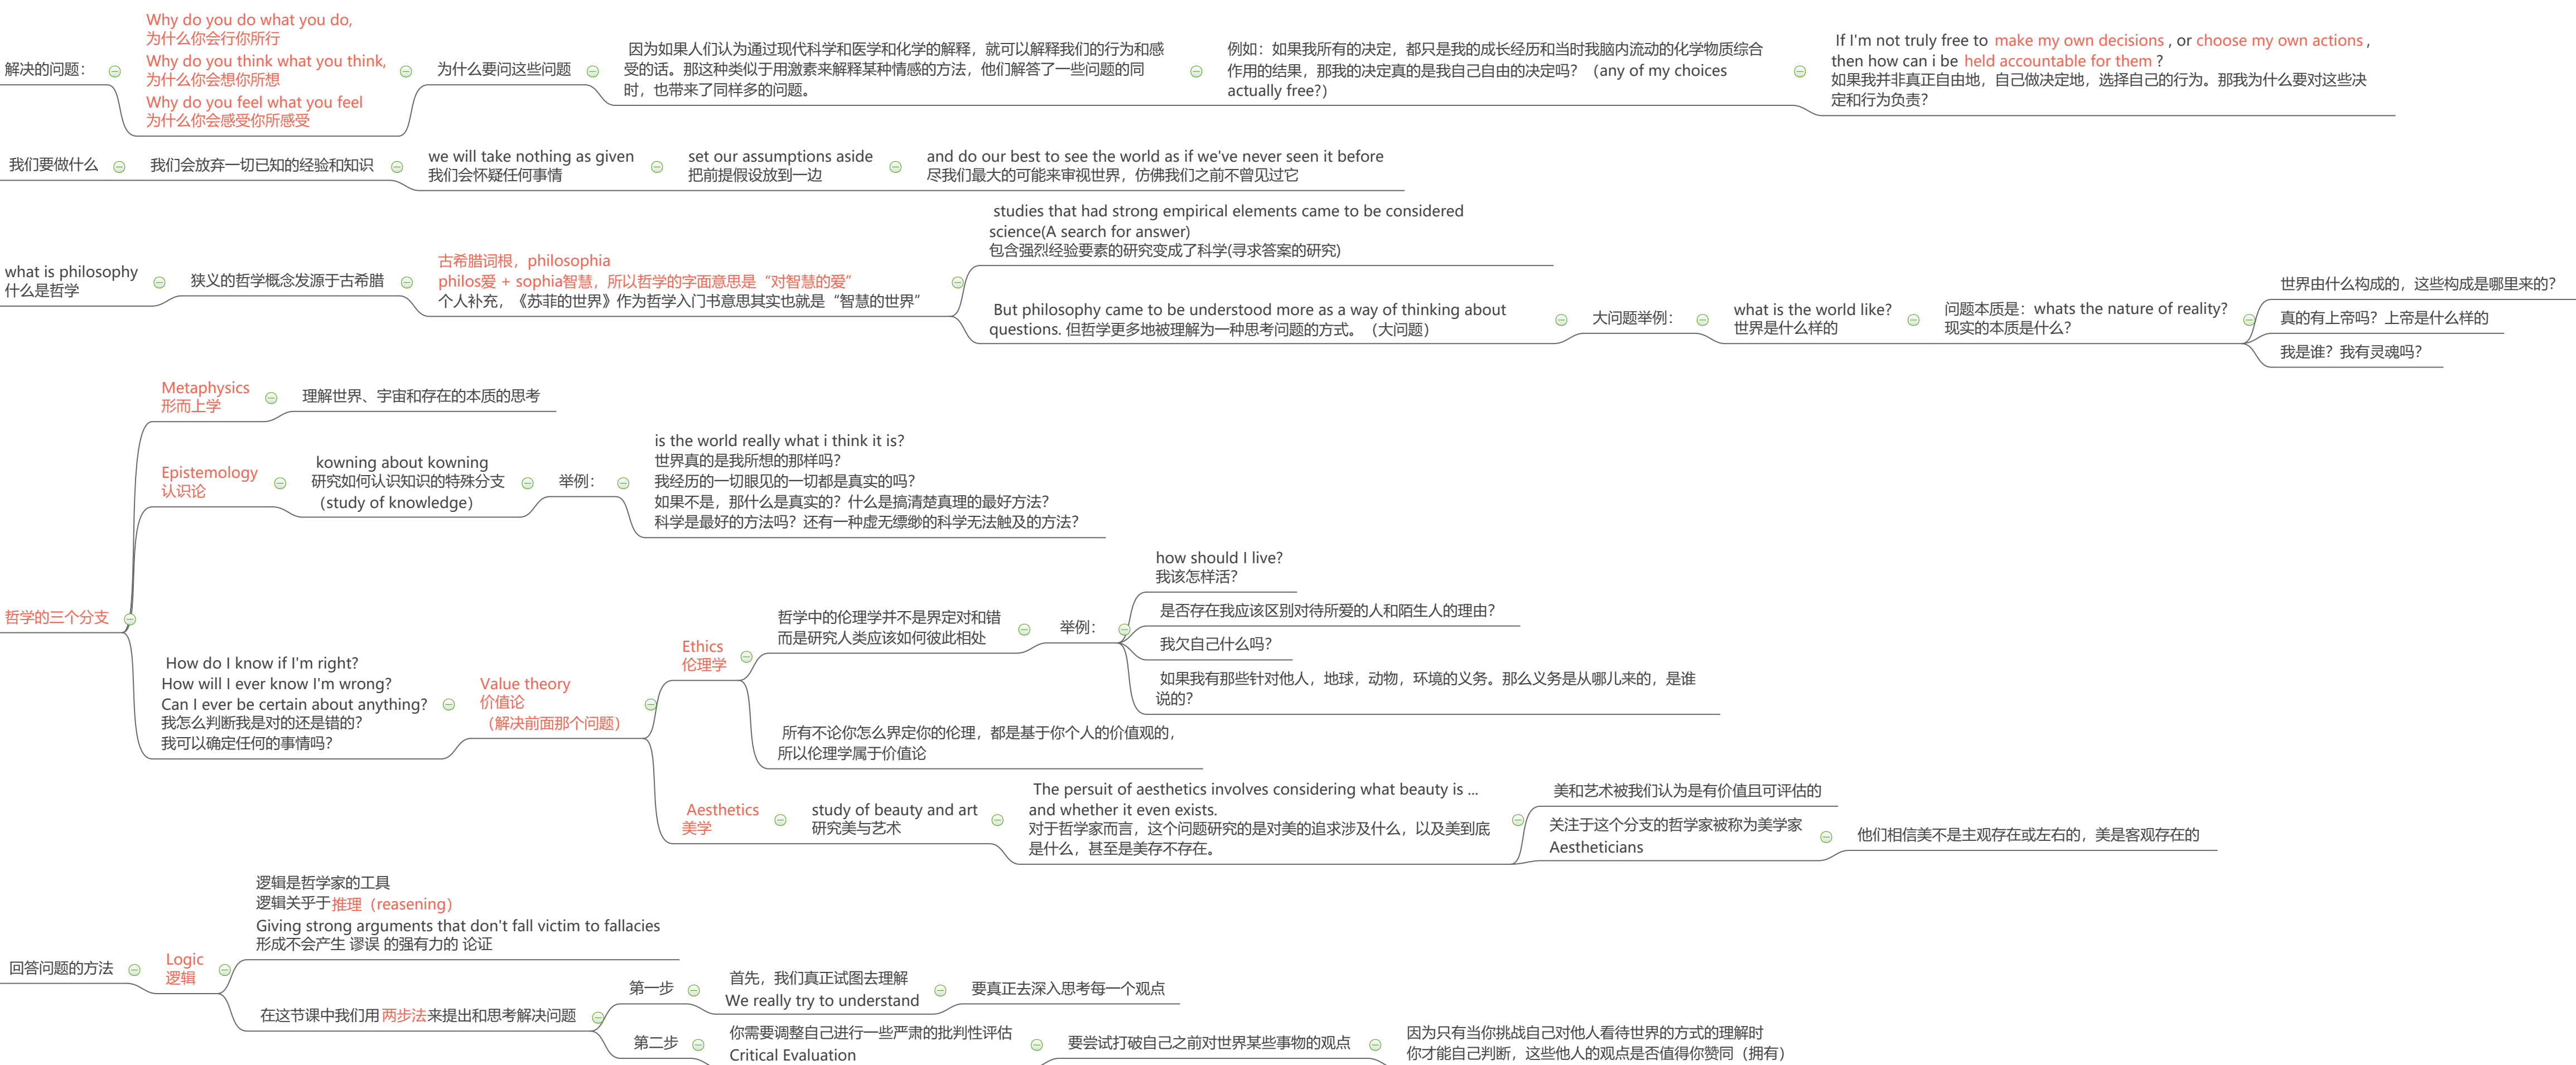 解决的问题：
Why do you do what you do,
为什么你会行你所行
Why do you think what you think,
为什么你会想你所想
Why do you feel what you feel
为什么你会感受你所感受
为什么要问这些问题
因为如果人们认为通过现代科学和医学和化学的解释，就可以解释我们的行为和感
受的话。那这种类似于用激素来解释某种情感的方法，他们解答了一些问题的同
时，也带来了同样多的问题。
例如：如果我所有的决定，都只是我的成长经历和当时我脑内流动的化学物质综合
作用的结果，那我的决定真的是我自己自由的决定吗？（any of my choices
actually free?）
If I'm not truly free to make my own decisions , or choose my own actions ,
then how can i be held accountable for them ?
如果我并非真正自由地，自己做决定地，选择自己的行为。那我为什么要对这些决
定和行为负责？
我们要做什么
我们会放弃一切已知的经验和知识
we will take nothing as given
我们会怀疑任何事情
set our assumptions aside
把前提假设放到一边
and do our best to see the world as if we've never seen it before
尽我们最大的可能来审视世界，仿佛我们之前不曾见过它
what is philosophy
什么是哲学
狭义的哲学概念发源于古希腊
古希腊词根，philosophia
philos爱 + sophia智慧，所以哲学的字面意思是“对智慧的爱”
个人补充，《苏菲的世界》作为哲学入门书意思其实也就是“智慧的世界”
studies that had strong empirical elements came to be considered
science(A search for answer)
包含强烈经验要素的研究变成了科学(寻求答案的研究)
But philosophy came to be understood more as a way of thinking about
questions. 但哲学更多地被理解为一种思考问题的方式。（大问题）
大问题举例：
what is the world like?
世界是什么样的
问题本质是：whats the nature of reality?
现实的本质是什么？
世界由什么构成的，这些构成是哪里来的？
真的有上帝吗？上帝是什么样的
我是谁？我有灵魂吗？
哲学的三个分支
Metaphysics
形而上学
理解世界、宇宙和存在的本质的思考
Epistemology
认识论
kowning about kowning
研究如何认识知识的特殊分支
（study of knowledge）
举例：
is the world really what i think it is?
世界真的是我所想的那样吗？
我经历的一切眼见的一切都是真实的吗？
如果不是，那什么是真实的？什么是搞清楚真理的最好方法？
科学是最好的方法吗？还有一种虚无缥缈的科学无法触及的方法？
How do I know if I'm right?
How will I ever know I'm wrong?
Can I ever be certain about anything?
我怎么判断我是对的还是错的？
我可以确定任何的事情吗？
Value theory
价值论
（解决前面那个问题）
Ethics
伦理学
哲学中的伦理学并不是界定对和错
而是研究人类应该如何彼此相处
举例：
how should I live?
我该怎样活？
是否存在我应该区别对待所爱的人和陌生人的理由？
我欠自己什么吗？
如果我有那些针对他人，地球，动物，环境的义务。那么义务是从哪儿来的，是谁
说的？
所有不论你怎么界定你的伦理，都是基于你个人的价值观的，
所以伦理学属于价值论
Aesthetics
美学
study of beauty and art
研究美与艺术
The persuit of aesthetics involves considering what beauty is ...
and whether it even exists.
对于哲学家而言，这个问题研究的是对美的追求涉及什么，以及美到底
是什么，甚至是美存不存在。
美和艺术被我们认为是有价值且可评估的
关注于这个分支的哲学家被称为美学家
Aestheticians
他们相信美不是主观存在或左右的，美是客观存在的
回答问题的方法
Logic
逻辑
逻辑是哲学家的工具
逻辑关乎于推理（reasening）
Giving strong arguments that don't fall victim to fallacies
形成不会产生 谬误 的强有力的 论证
在这节课中我们用两步法来提出和思考解决问题
第一步
首先，我们真正试图去理解
We really try to understand
要真正去深入思考每一个观点
第二步
你需要调整自己进行一些严肃的批判性评估
Critical Evaluation
要尝试打破自己之前对世界某些事物的观点
因为只有当你挑战自己对他人看待世界的方式的理解时
你才能自己判断，这些他人的观点是否值得你赞同（拥有）